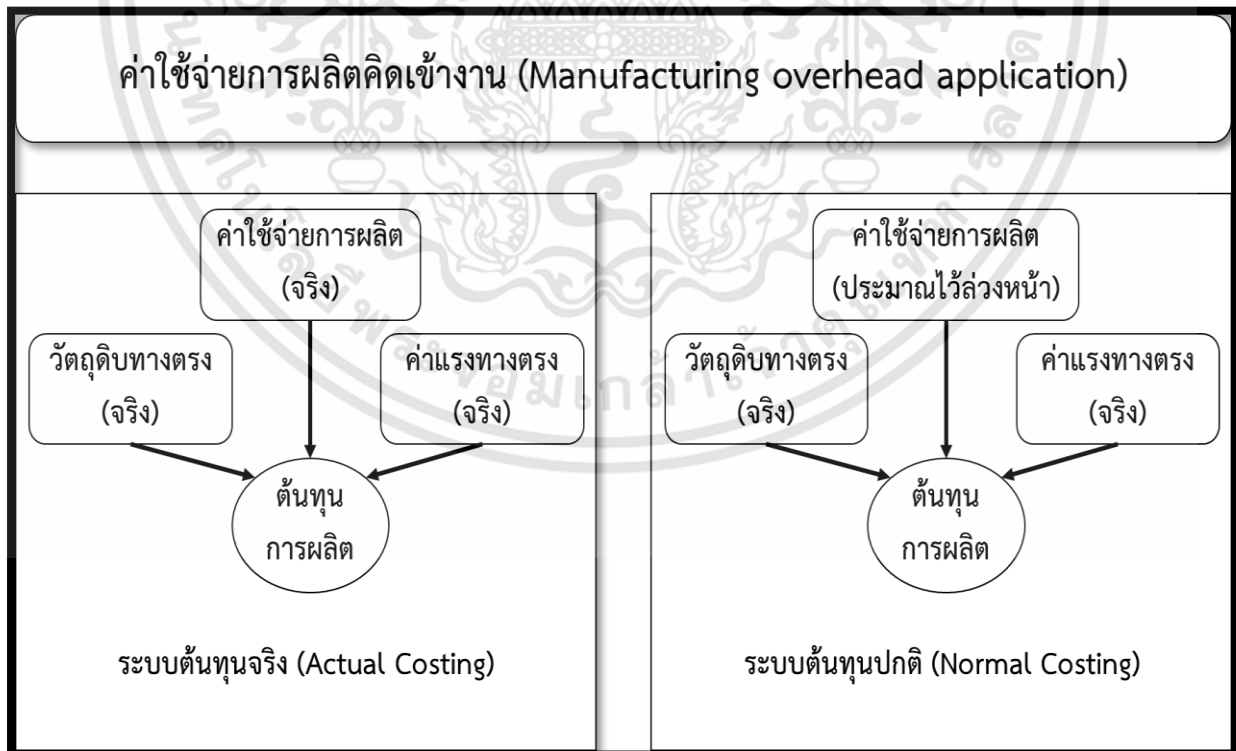 ค่าใช้จ่ายการผลิตคิดเข้างาน (Manufacturing overhead application)
ค่าใช้จ่ายการผลิต
(จริง)
วัตถุดิบทางตรง
(จริง)
ค่าแรงทางตรง
(จริง)
ต้นทุน
การผลิต
ระบบต้นทุนจริง (Actual Costing)
ค่าใช้จ่ายการผลิต
(ประมาณไว้ล่วงหน้า)
วัตถุดิบทางตรง
(จริง)
ค่าแรงทางตรง
(จริง)
ต้นทุน
การผลิต
ระบบต้นทุนปกติ (Normal Costing)